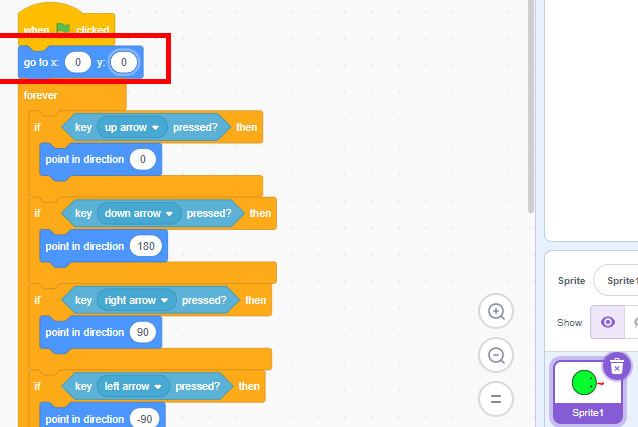 when clicked
go to x: 0 y: 0
forever
if key up arrow pressed? then
point in direction 0
if key down arrow pressed? then
point in direction 180
if key right arrow pressed? then
point in direction 90
if key left arrow pressed? then
point in direction -90
Sprite Sprite1
Show
Sprite1